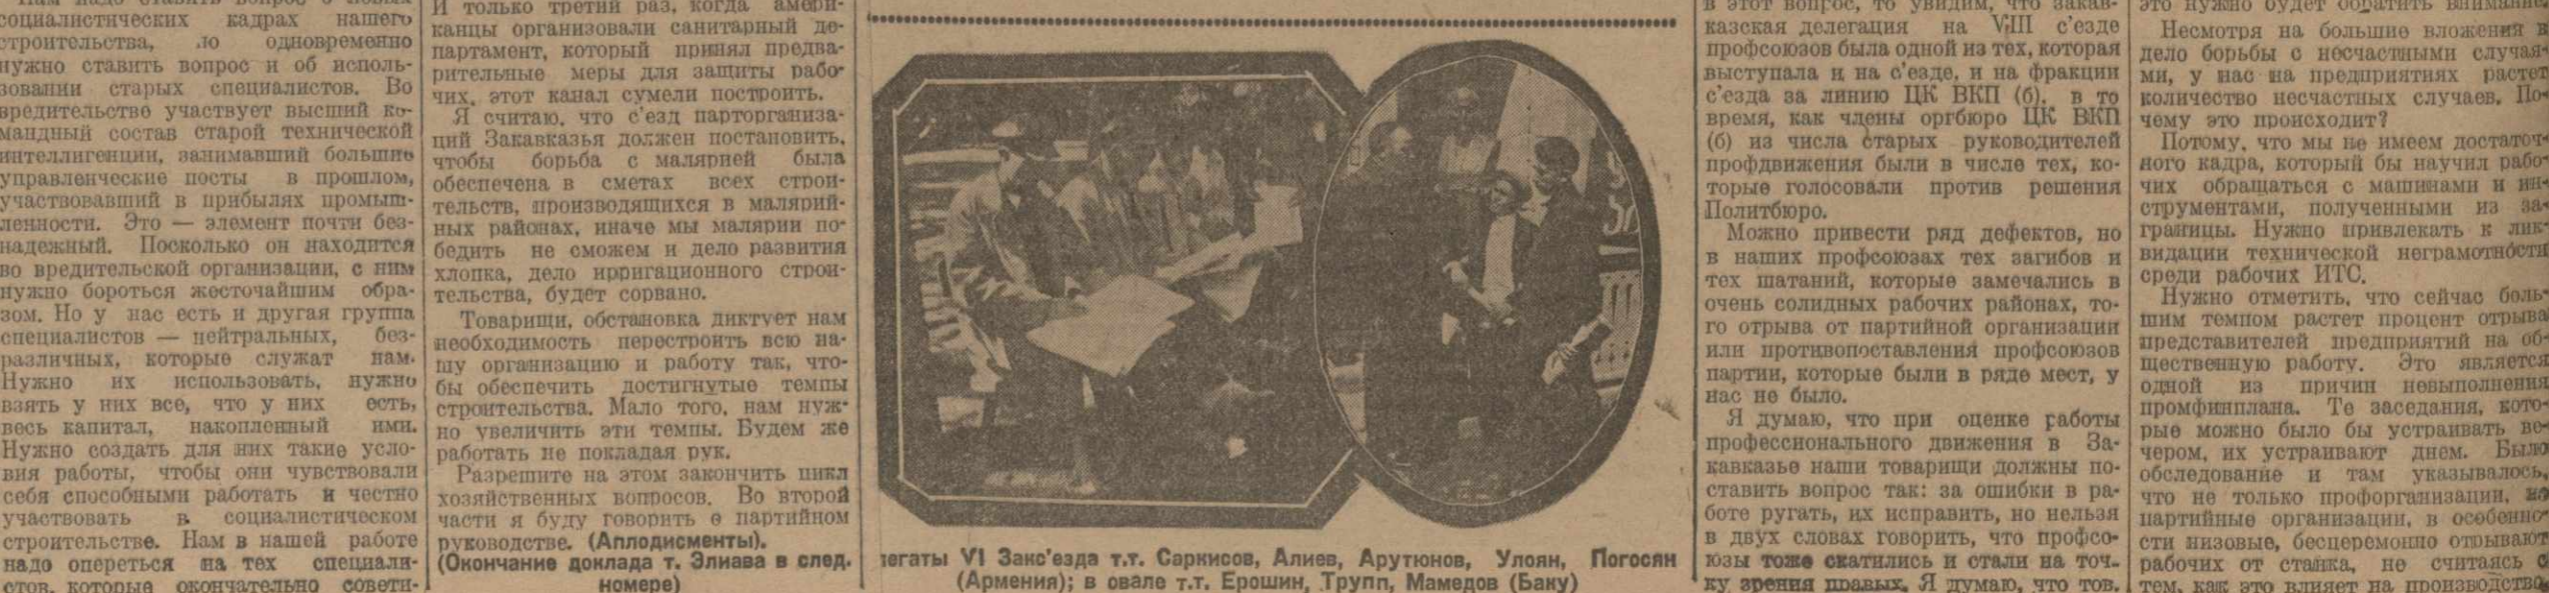 социалистических кадрах нашего
строительства, но одновременно
нужно ставить вопрос и об исполь-
зовании старых специалистов. Во
вредительстве участвует высший ко-
мандный состав старой технической
интеллигенции, занимавший большие
управленческие посты в прошлом,
участвовавший в прибылях промыш-
ленности. Это — элемент почти без-
надежный. Поскольку он находится
во вредительской организации, с ним
нужно бороться жесточайшим обра-
зом. Но у нас есть и другая группа
специалистов — нейтральных, без-
различных, которые служат нам.
Нужно их использовать, нужно
взять у них все, что у них есть,
весь капитал, накопленный ими.
Нужно создать для них такие усло-
вия работы, чтобы они чувствовали
себя способными работать и честно
участвовать в социалистическом
строительстве. Нам в нашей работе
надо опереться на тех специали-
стов, которые окончательно совети-
И только третий раз, когда амери-
канцы организовали санитарный де-
партамент, который принял предва-
рительные меры для защиты рабо-
чих, этот канал сумели построить.
Я считаю, что с'езд парторганиза-
ций Закавказья должен постановить,
чтобы борьба с малярией была
обеспечена в сметах всех строи-
тельств, производящихся в малярий-
ных районах, иначе мы малярии по-
бедить не сможем и дело развития
хлопка, дело ирригационного строи-
тельства, будет сорвано.
Товарищи, обстановка диктует нам
необходимость перестроить всю на-
шу организацию и работу так, что-
бы обеспечить достигнутые темпы
строительства. Мало того, нам нуж-
но увеличить эти темпы. Будем же
работать не покладая рук.
Разрешите на этом закончить цикл
хозяйственных вопросов. Во второй
части я буду говорить о партийном
руководстве. (Аплодисменты).
(Окончание доклада т. Элиава в след.
номере)
легаты VI Закс'езда т.т. Саркисов, Алиев, Арутюнов, Улоян, Погосян
(Армения); в овале т.т. Ерошин, Трупп, Мамедов (Баку)
в этот вопрос, то увидим, что закав-
казская делегация на VIII с'езде
профсоюзов была одной из тех, которая
выступала и на с'езде, и на фракции
с'езда за линию ЦК ВКП (б), в то
время, как члены оргбюро ЦК ВКП
(б) из числа старых руководителей
профдвижения были в числе тех, ко-
торые голосовали против решения
Политбюро.
Можно привести ряд дефектов, но
в наших профсоюзах тех загибов и
тех шатаний, которые замечались в
очень солидных рабочих районах, то-
го отрыва от партийной организации
или противопоставления профсоюзов
партии, которые были в ряде мест, у
нас не было.
Я думаю, что при оценке работы
профессионального движения в За-
кавказье наши товарищи должны по-
ставить вопрос так: за ошибки в ра-
боте ругать, их исправить, но нельзя
в двух словах говорить, что профсо-
юзы тоже скатились и стали на точ-
ку зрения правых. Я думаю, что тов.
это нужно будет обратить внимание.
Несмотря на большие вложения в
дело борьбы с несчастными случая-
ми, у нас на предприятиях растет
количество несчастных случаев. По-
чему это происходит?
Потому, что мы не имеем достаточ-
ного кадра, который бы научил рабо-
чих обращаться с машинами и ин-
струментами, полученными из за-
границы. Нужно привлекать к лик-
видации технической неграмотности
среди рабочих ИТС.
Нужно отметить, что сейчас боль-
шим темпом растет процент отрыва
представителей предприятий на об-
щественную работу. Это является
одной из причин невыполнения
промфинплана. Те заседания, кото-
рые можно было бы устраивать ве-
чером, их устраивают днем. Было
обследование и там указывалось,
что не только профорганизации, но
партийные организации, в особенно-
сти низовые, бесцеремонно отрывают
рабочих от станка, не считаясь с
тем, как это влияет на производство.